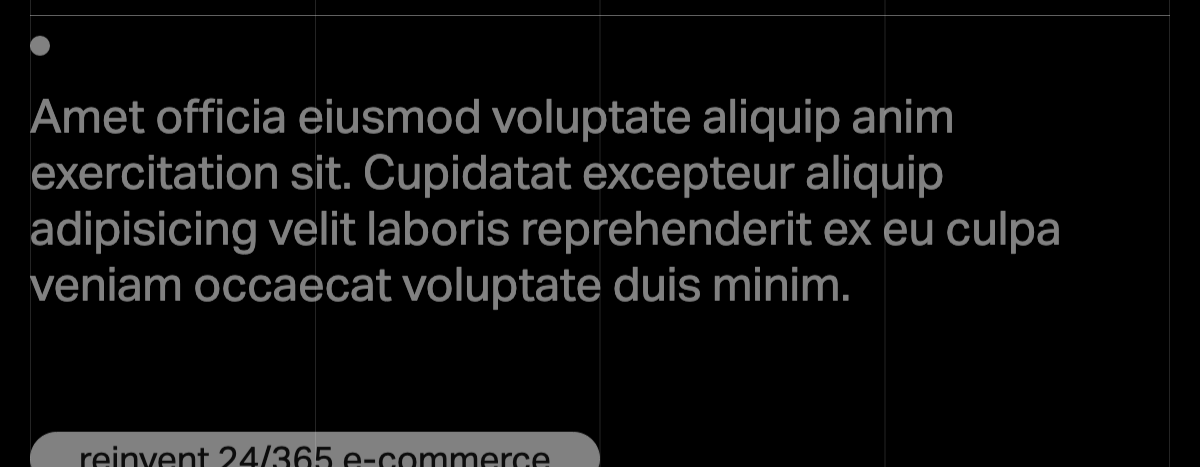 Amet officia eiusmod voluptate aliquip anim
exercitation sit. Cupidatat excepteur aliquip
adipisicing velit laboris reprehenderit ex eu culpa
veniam occaecat voluptate duis minim.
reinvent 24/365 e-commerce